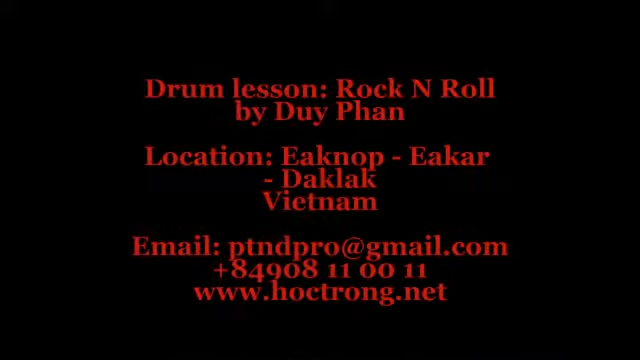 Drum lesson: Rock N Roll
by Duy Phan
Location: Eaknop - Eakar
- Daklak
Vietnam
Email: ptndpro@gmail.com
+84908 11 00 11
www.hoctrong.net